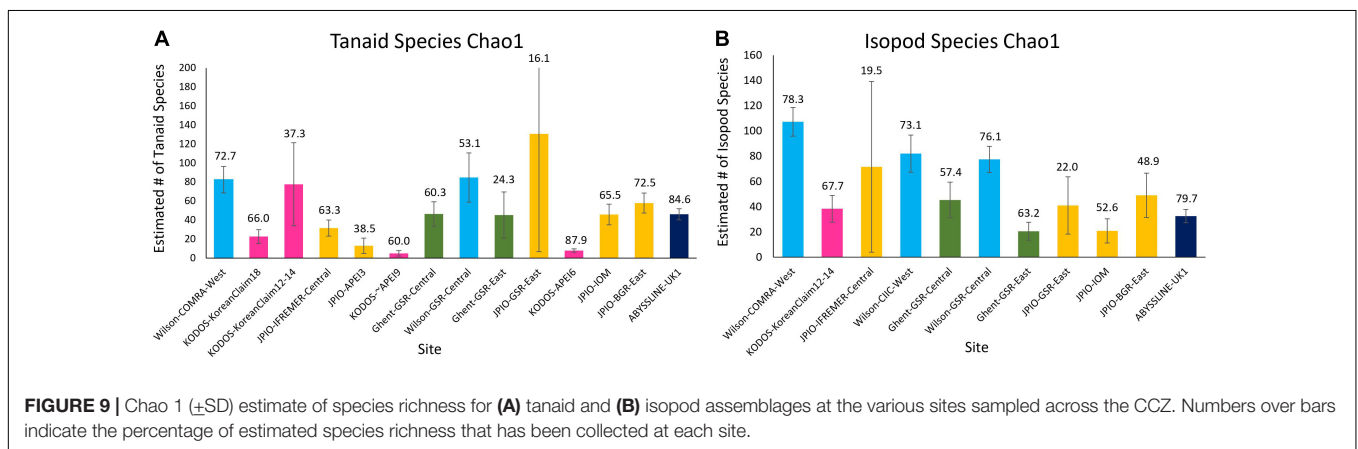 A
Tanaid Species Chao1
Estimated # of Tanaid Species
200
180
160
140
120
100
80
60
40
20
0
72.7
66.0
37.3
63.3
38.5
60.0
60.3
53.1
24.3
16.1
87.9
65.5
72.5
84.6
Wilson-COMRA-West
KODOS-KoreanClaim18
KODOS-KoreanClaim12-14
JPIO-IFREMER-Central
JPIO-APEI3
KODOS-~APEI9
Ghent-GSR-Central
Wilson-GSR-Central
Ghent-GSR-East
JPIO-GSR-East
KODOS-APEI6
JPIO-IOM
JPIO-BGR-East
ABYSSLINE-UK1
Site
B
Isopod Species Chao1
Estimated # of Isopod Species
160
140
120
100
80
60
40
20
0
78.3
67.7
19.5
73.1
57.4
76.1
63.2
22.0
52.6
48.9
79.7
Wilson-COMRA-West
KODOS-KoreanClaim12-14
JPIO-IFREMER-Central
Wilson-CIIC-West
Ghent-GSR-Central
Wilson-GSR-Central
Ghent-GSR-East
JPIO-GSR-East
JPIO-IOM
JPIO-BGR-East
ABYSSLINE-UK1
Site
FIGURE 9 | Chao 1 (±SD) estimate of species richness for (A) tanaid and (B) isopod assemblages at the various sites sampled across the CCZ. Numbers over bars
indicate the percentage of estimated species richness that has been collected at each site.